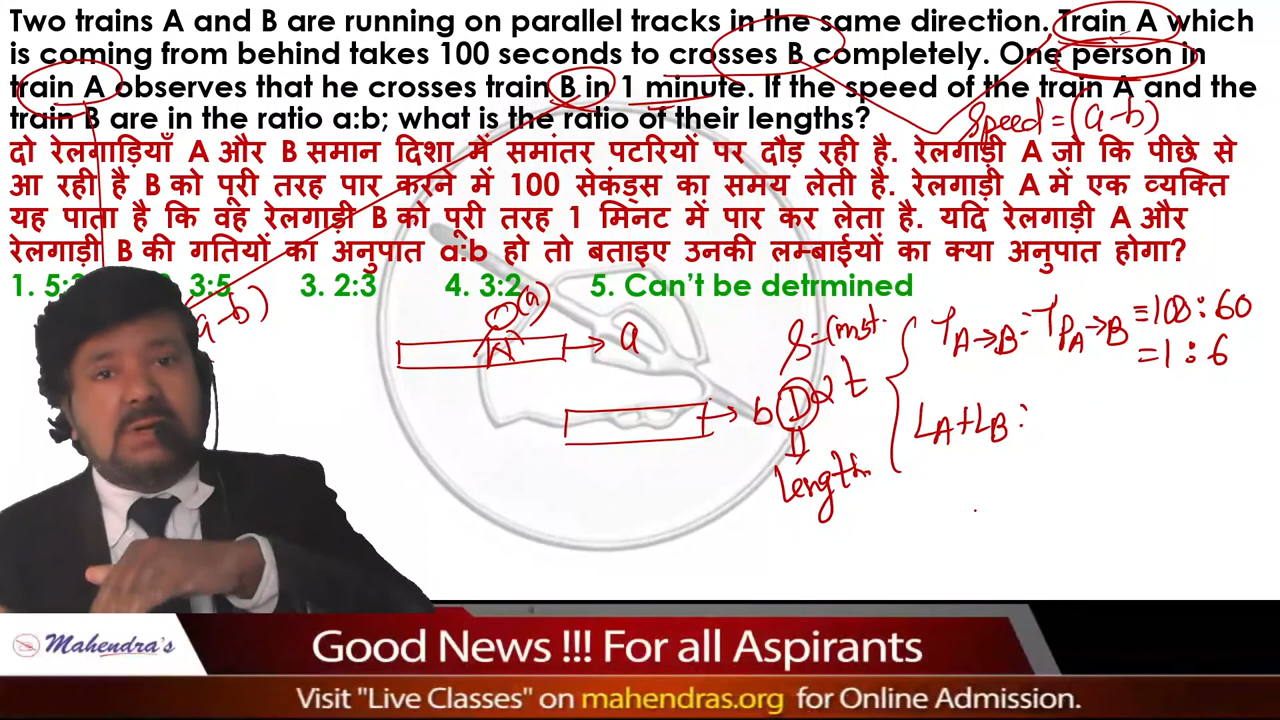 Two trains A and B are running on parallel tracks in the same direction. Train A which
is coming from behind takes 100 seconds to crosses B completely. One person in
train A observes that he crosses train B in 1 minute. If the speed of the train A and the
train B are in the ratio a:b; what is the ratio of their lengths?
Speed = (a-b)
दो रेलगाड़ियाँ A और B समान दिशा में समांतर पटरियों पर दौड़ रही है. रेलगाड़ी A जो कि पीछे से
आ रही है B को पूरी तरह पार करने में 100 सेकंड्स का समय लेती है. रेलगाड़ी A में एक व्यक्ति
यह पाता है कि वह रेलगाड़ी B को पूरी तरह 1 मिनट में पार कर लेता है. यदि रेलगाड़ी A और
रेलगाड़ी B की गतियों का अनुपात a:b हो तो बताइए उनकी लम्बाईयों का क्या अनुपात होगा?
1. 5: 3:5 3. 2:3 4. 3:2 5. Can't be detrmined
a-b)
(a)
a
S = Const.
T A→B : T PA→B = 100 : 60
= 1 : 6
b
D α t
LA+LB :
length
Mahendra's
Good News !!! For all Aspirants
Visit "Live Classes" on mahendras.org for Online Admission.